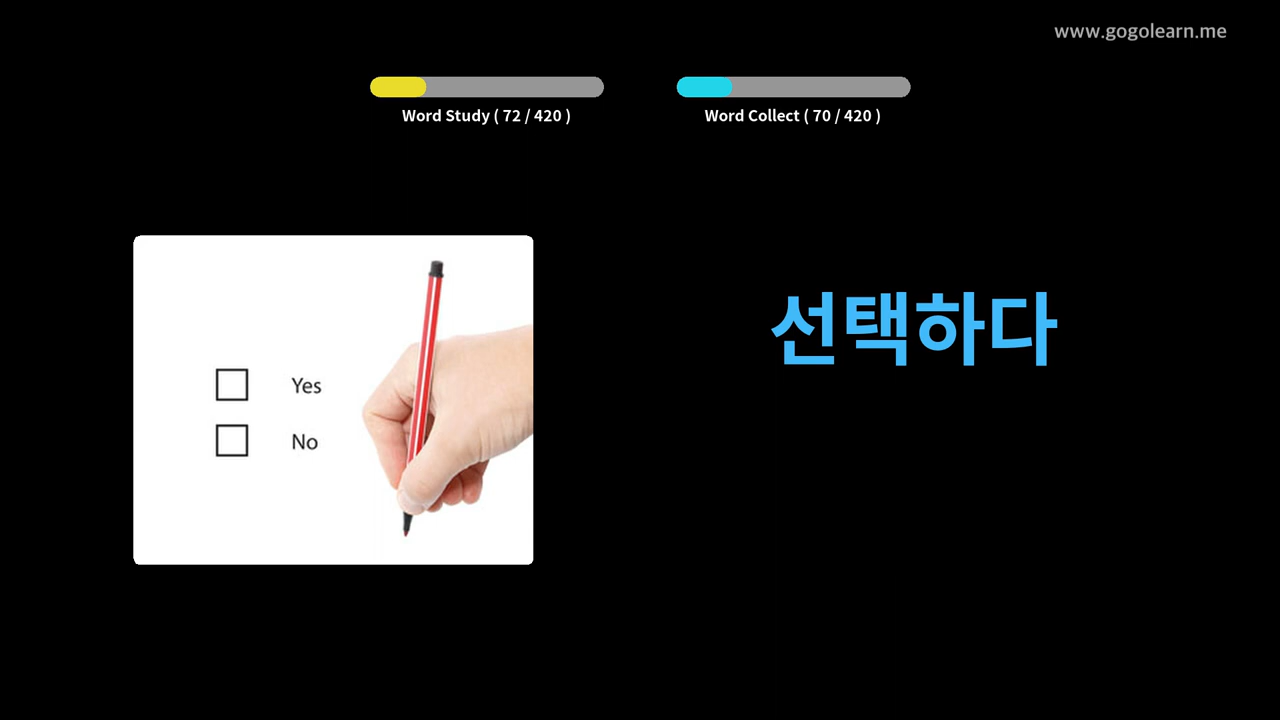 www.gogolearn.me
Word Study ( 72 / 420 )
Word Collect ( 70 / 420 )
선택하다
Yes
No